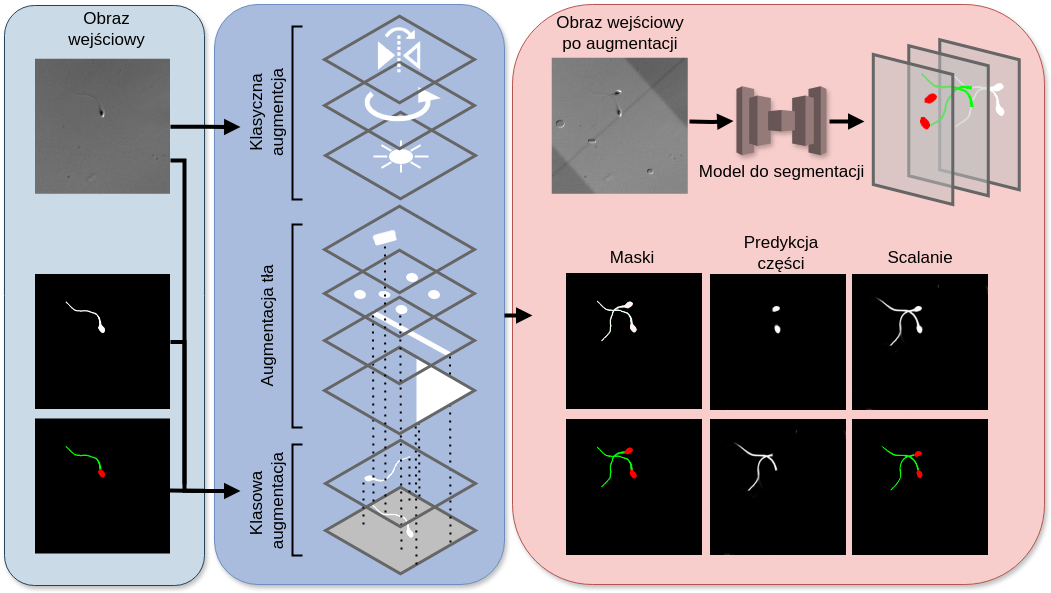 Obraz
wejściowy
Klasyczna
augmentcja
Augmentacja tła
Klasowa
augmentacja
Obraz wejściowy
po augmentacji
Model do segmentacji
Maski
Predykcja
części
Scalanie